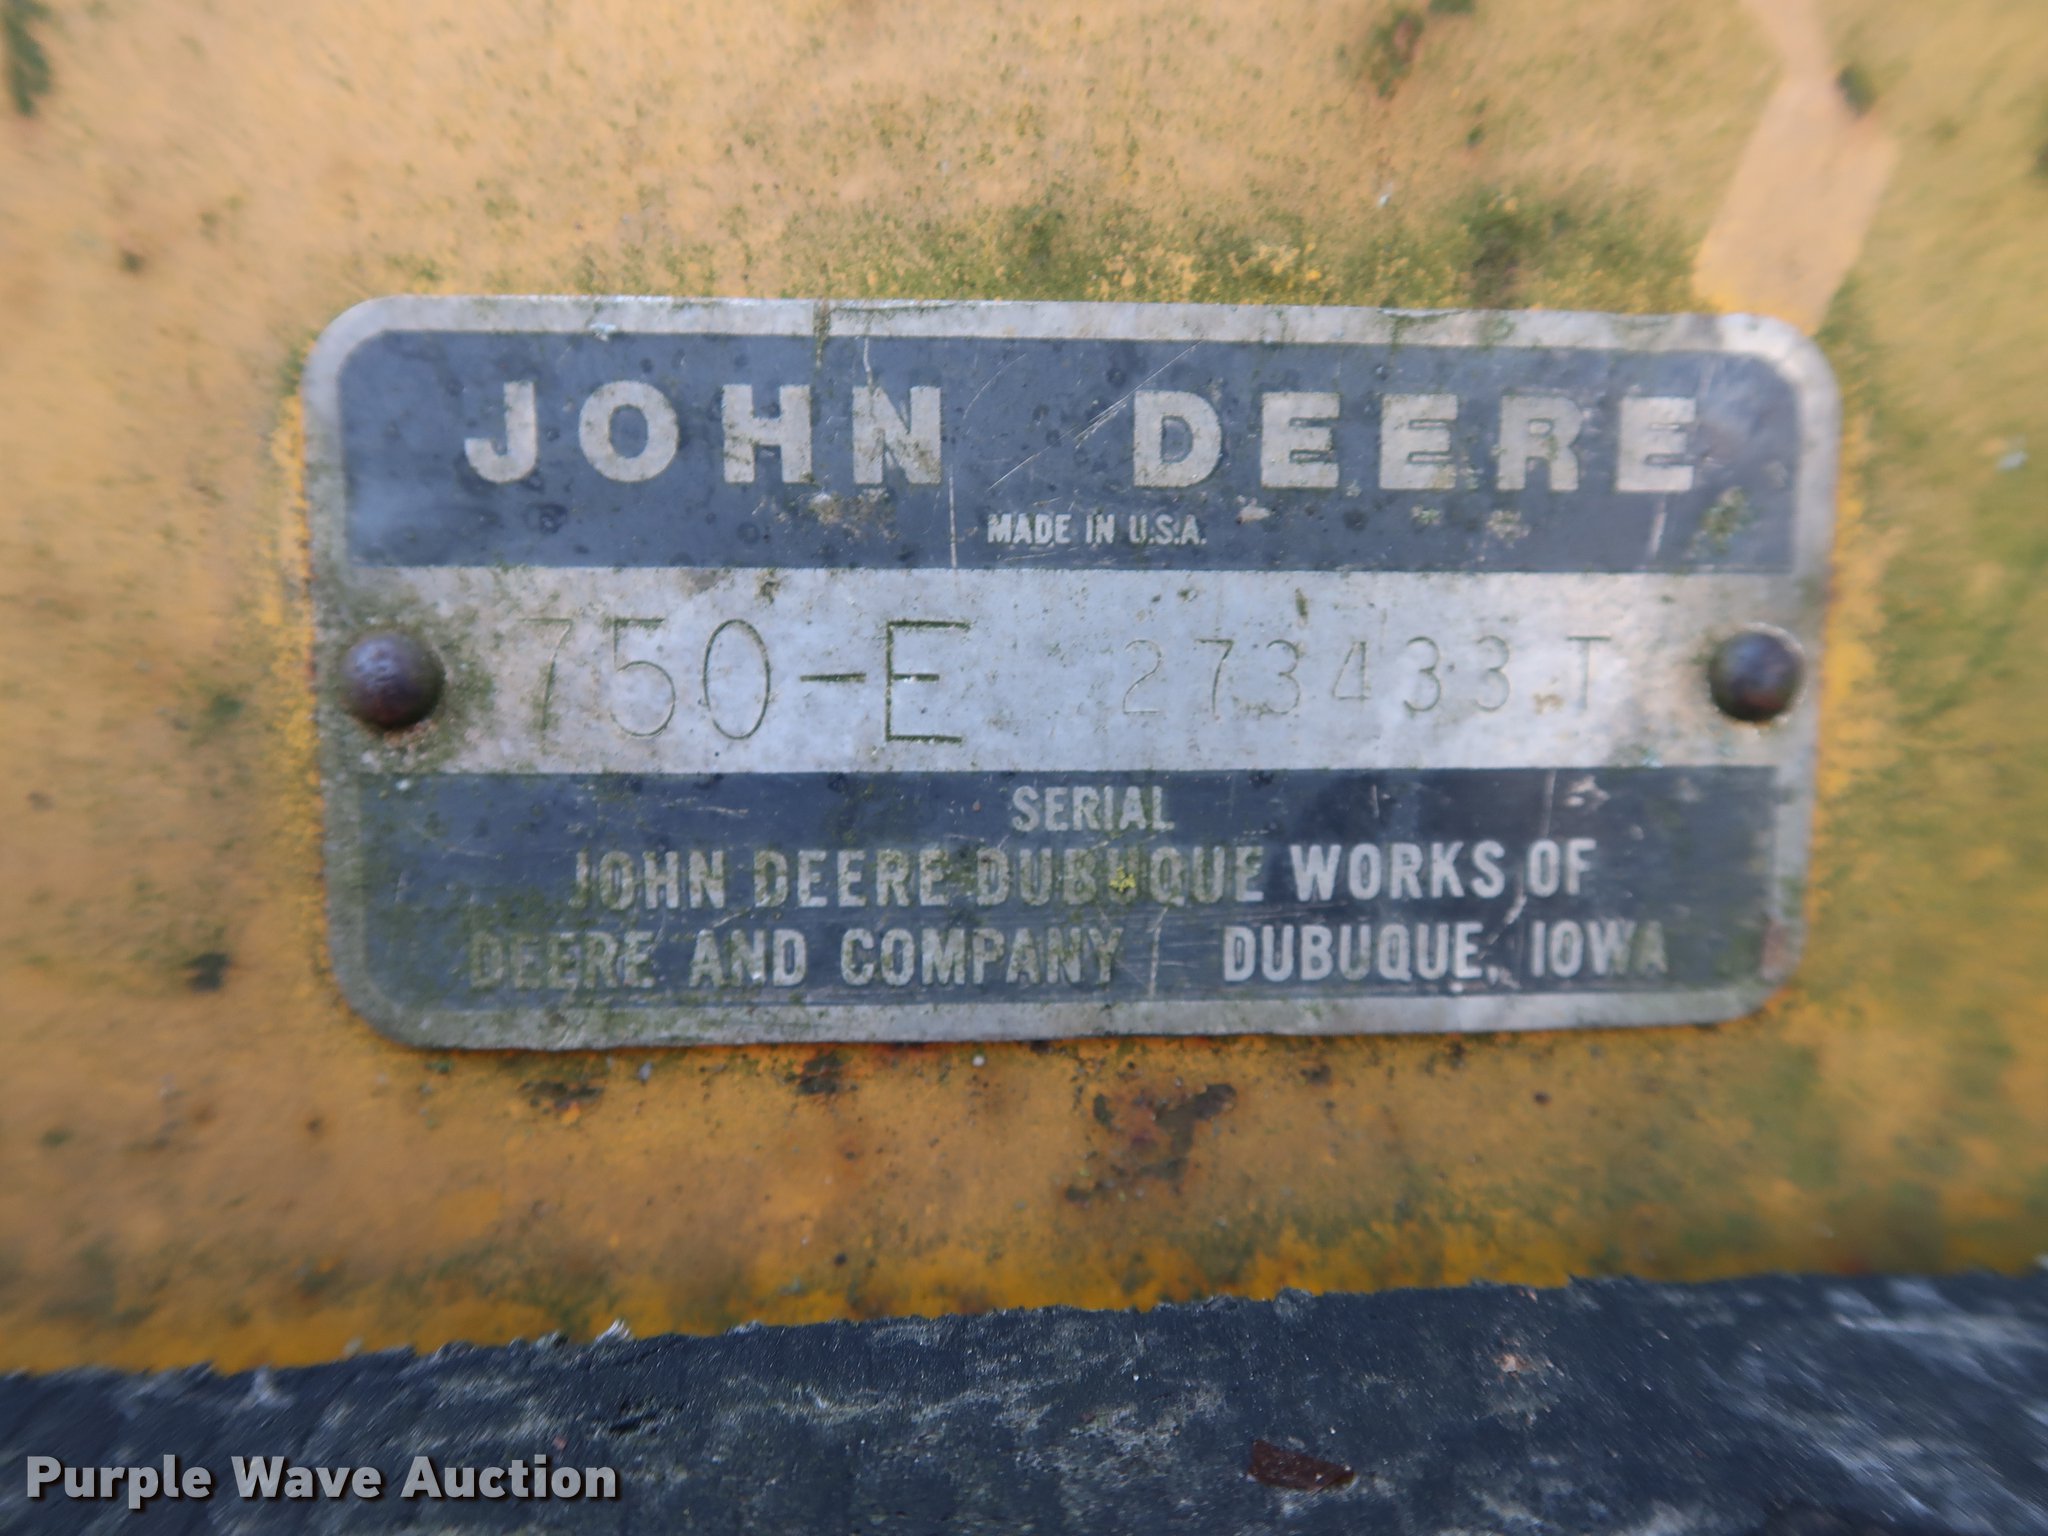 JOHN DEERE
MADE IN U.S.A.
750-E 273433 T
SERIAL
JOHN DEERE DUBUQUE WORKS OF
DEERE AND COMPANY DUBUQUE, IOWA
Purple Wave Auction